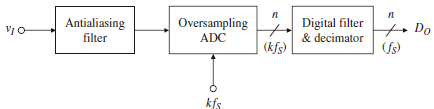 v_I
Antialiasing
filter
Oversampling
ADC
n
(kf_S)
Digital filter
& decimator
n
(f_S)
D_O
kf_S